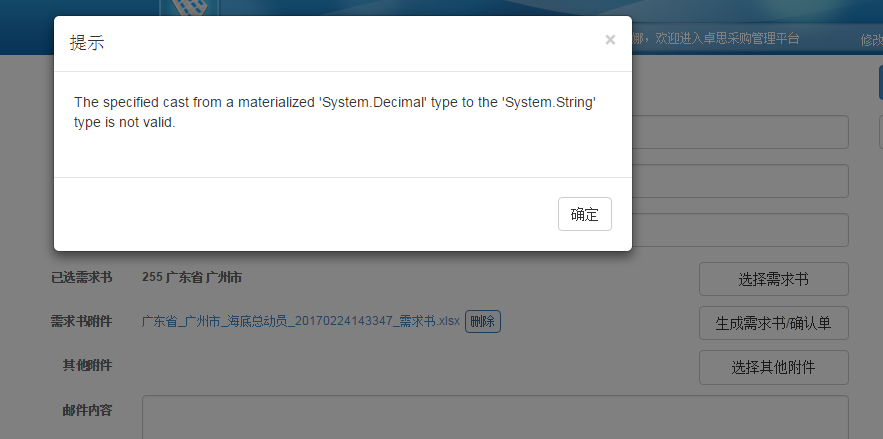 娜，欢迎进入卓思采购管理平台
修改
提示
×
The specified cast from a materialized 'System.Decimal' type to the 'System.String'
type is not valid.
确定
已选需求书 255 广东省 广州市 选择需求书
需求书附件 广东省_广州市_海底总动员_20170224143347_需求书.xlsx 删除 生成需求书/确认单
其他附件 选择其他附件
邮件内容